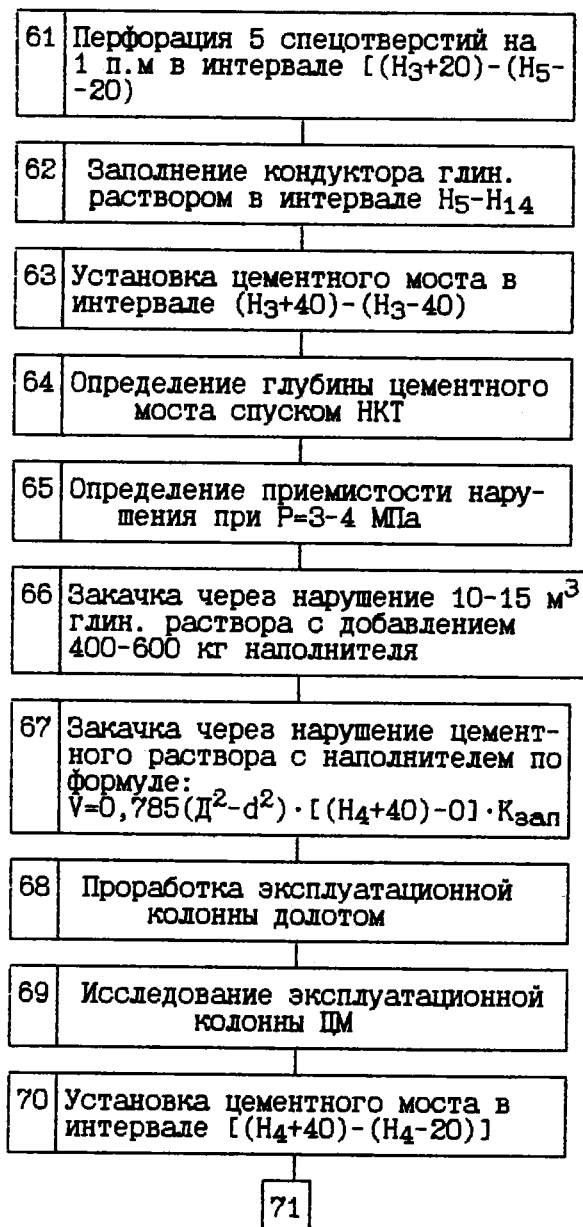 61 Перфорация 5 спецотверстий на
1 п.м в интервале [(H₃+20)-(H₅-
-20)
62 Заполнение кондуктора глин.
раствором в интервале H₅-H₁₄
63 Установка цементного моста в
интервале (H₃+40)-(H₃-40)
64 Определение глубины цементного
моста спуском НКТ
65 Определение приемистости нару-
шения при P=3-4 МПа
66 Закачка через нарушение 10-15 м³
глин. раствора с добавлением
400-600 кг наполнителя
67 Закачка через нарушение цемент-
ного раствора с наполнителем по
формуле:
V=0,785(Д²-d²)·[(H₄+40)-0]·Kзап
68 Проработка эксплуатационной
колонны долотом
69 Исследование эксплуатационной
колонны ЦМ
70 Установка цементного моста в
интервале [(H₄+40)-(H₄-20)]
71